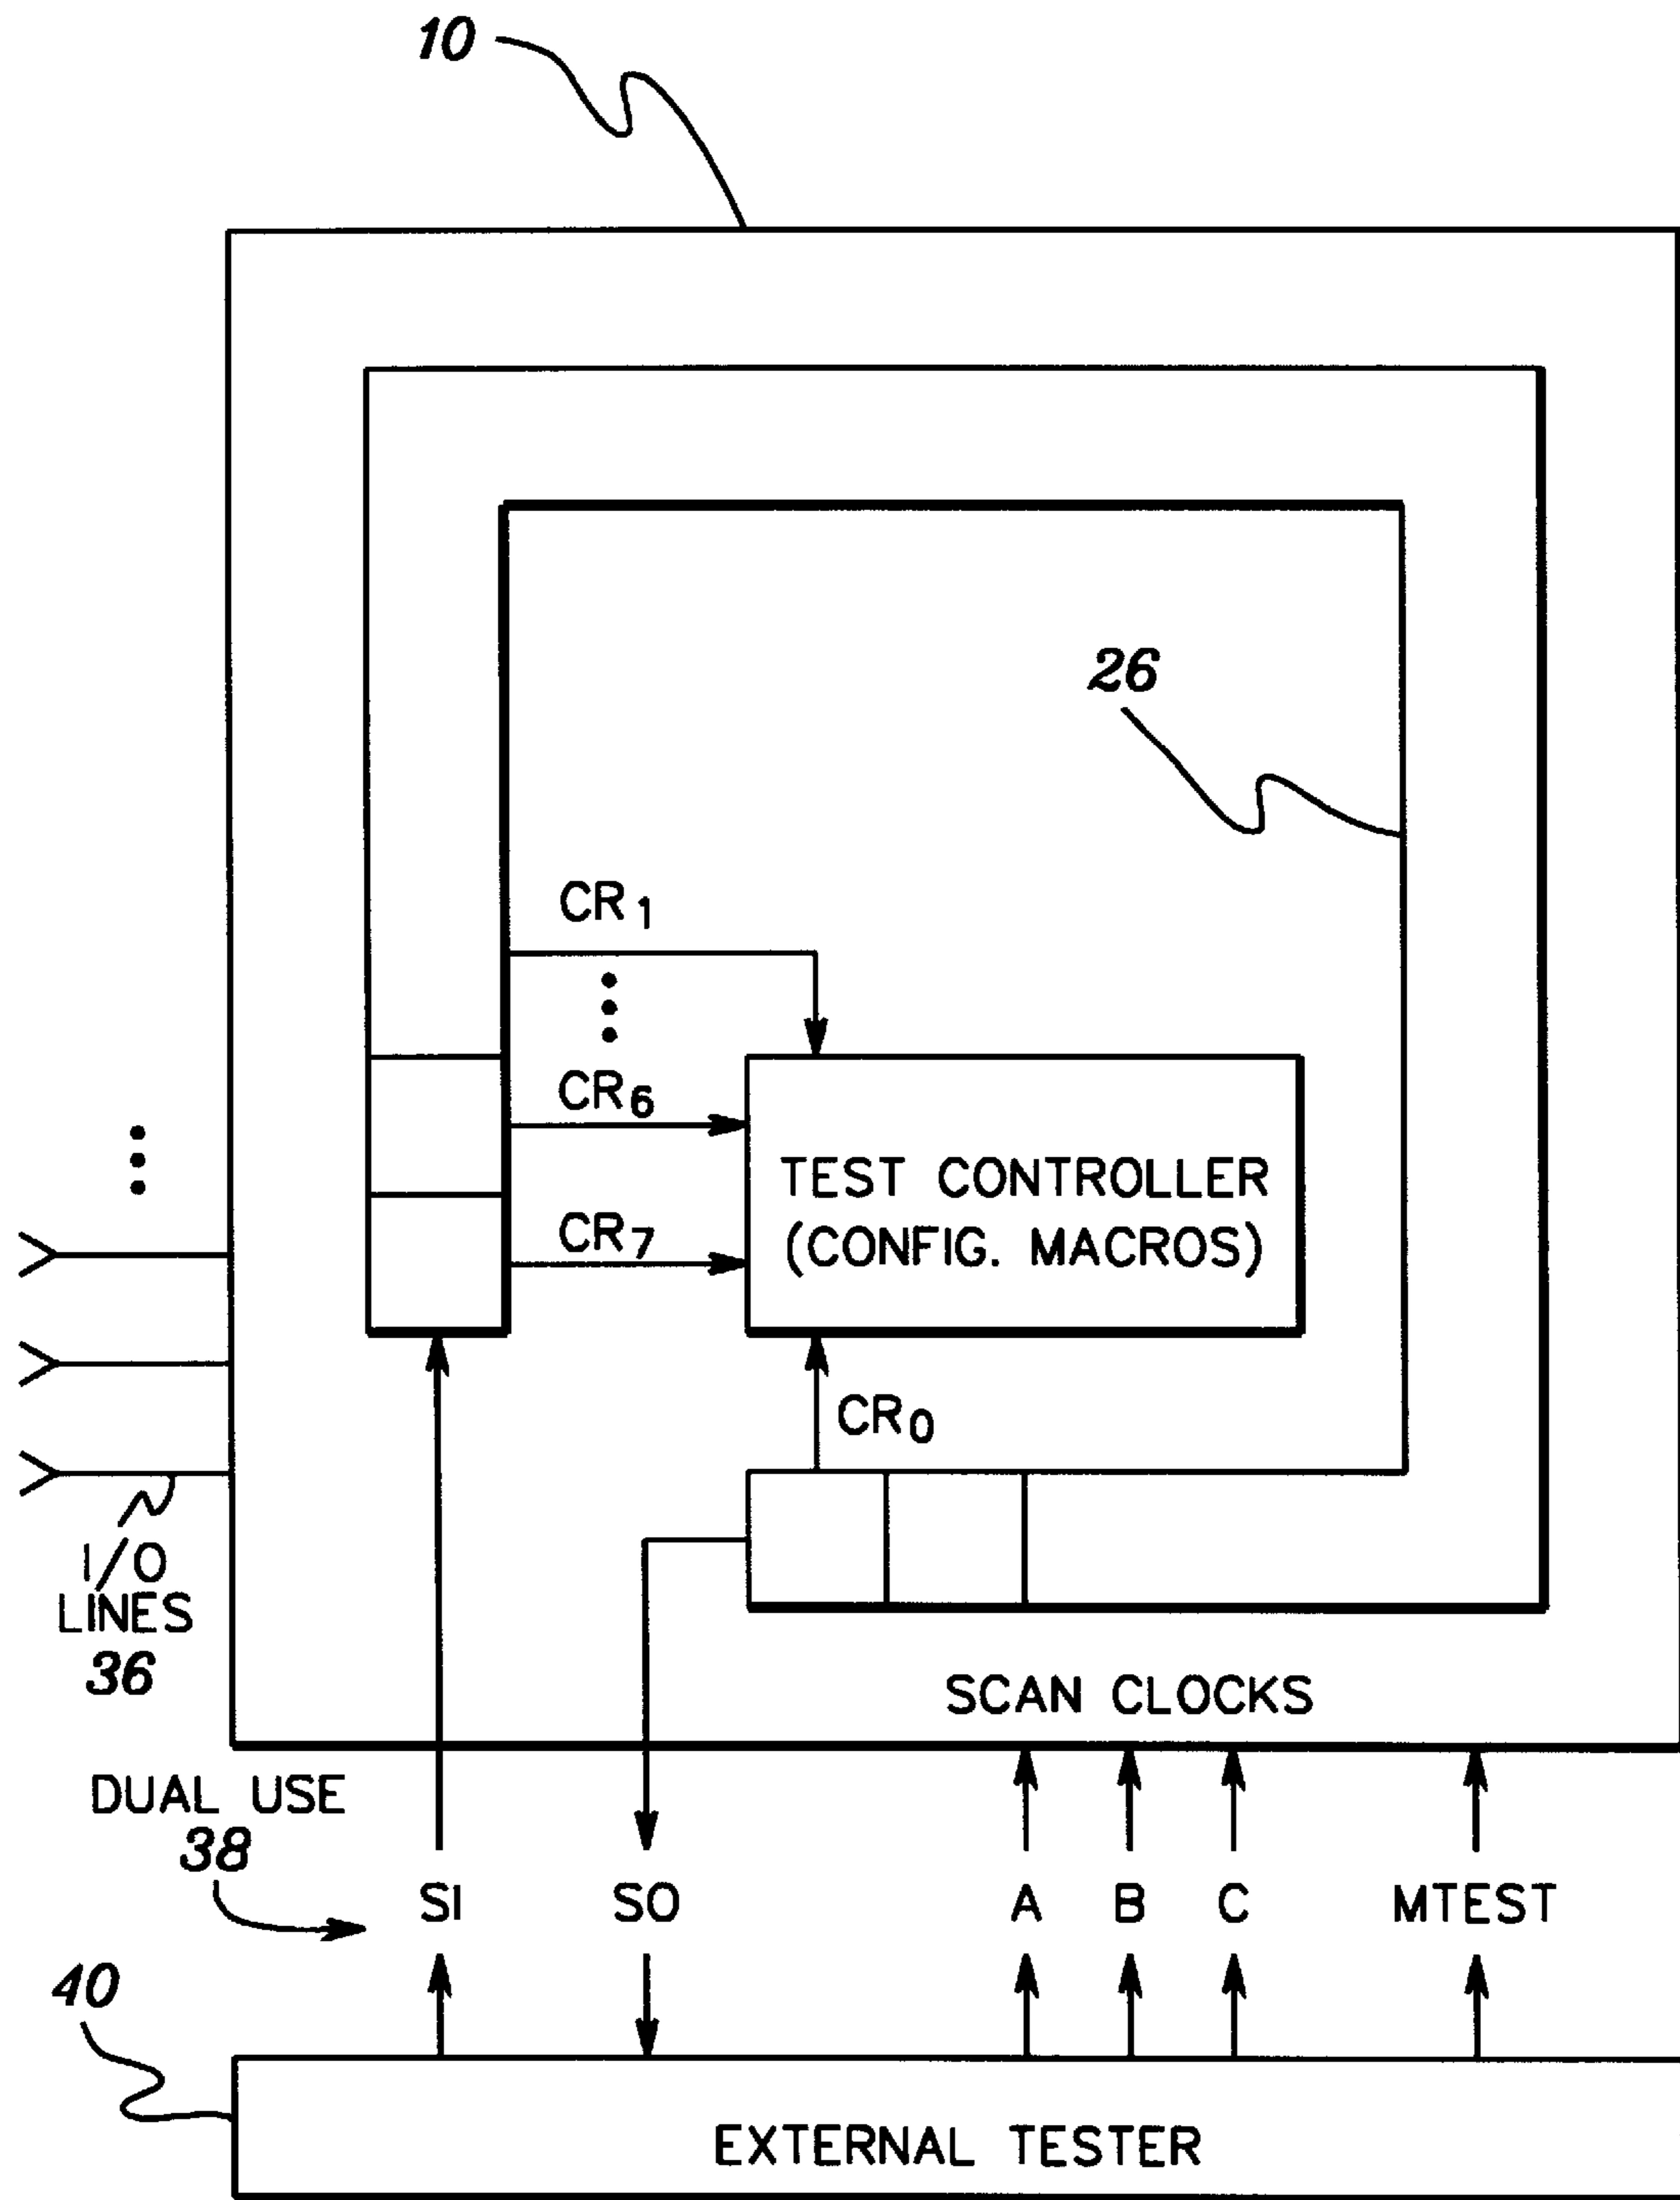 10
26
CR1
CR6
TEST CONTROLLER
CR7
(CONFIG. MACROS)
CR0
I/O
LINES
36
SCAN CLOCKS
DUAL USE
38
SI SO A B C MTEST
40
EXTERNAL TESTER